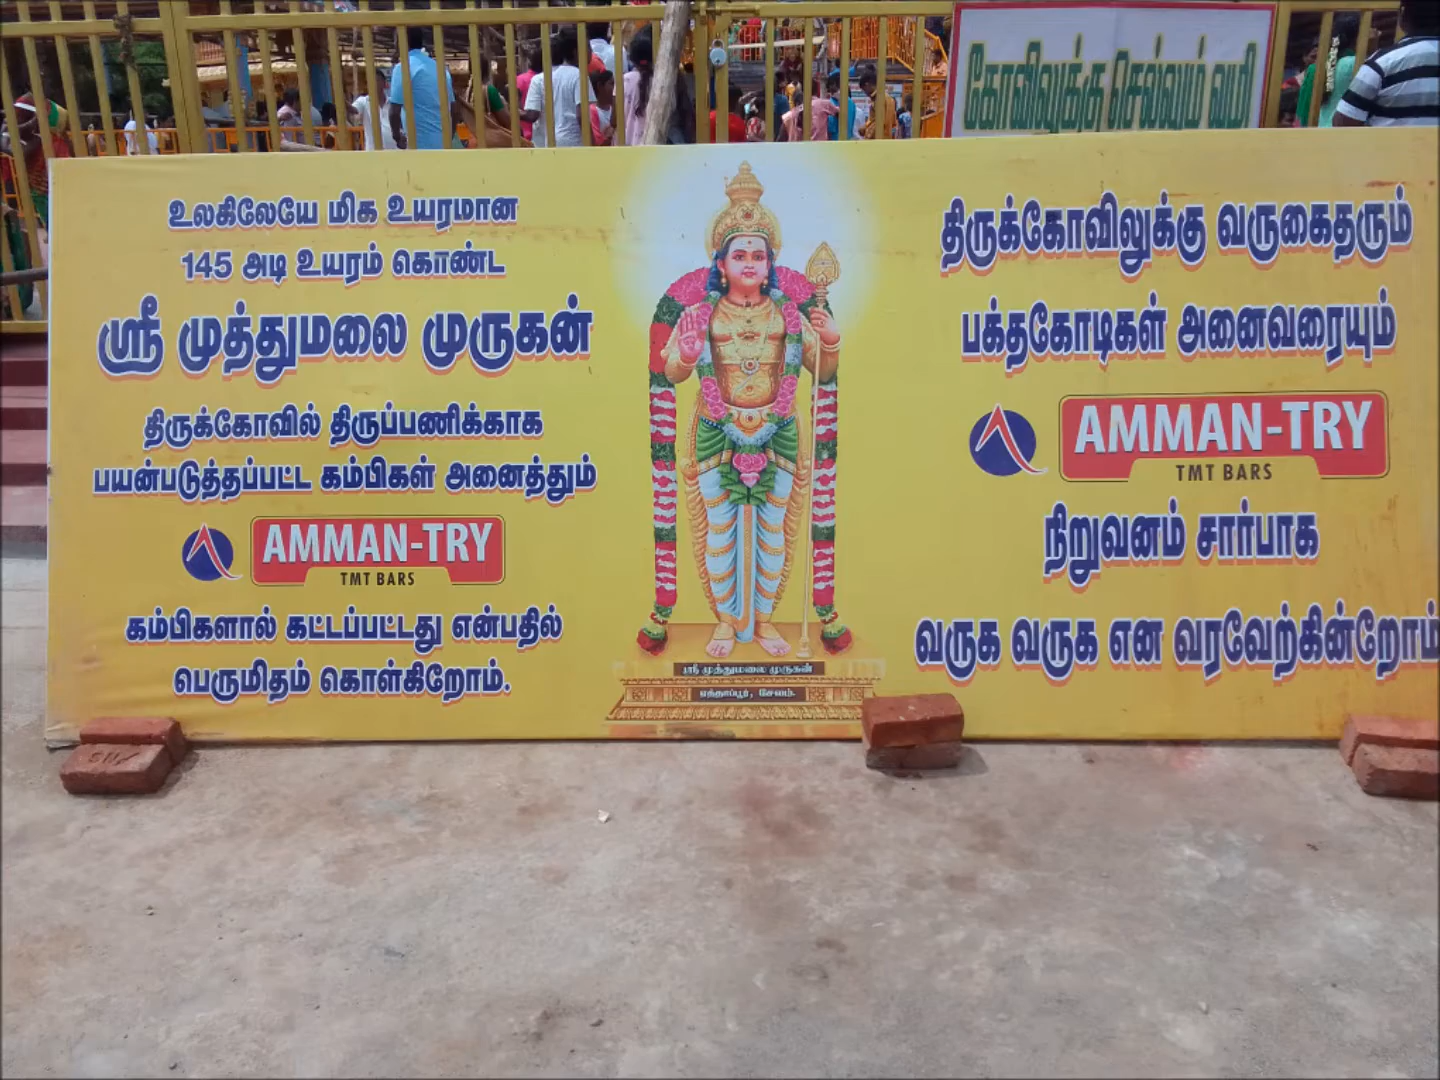 கோவிலுக்கு செல்லும் வழி
உலகிலேயே மிக உயரமான
145 அடி உயரம் கொண்ட
ஸ்ரீ முத்துமலை முருகன்
திருக்கோவில் திருப்பணிக்காக
பயன்படுத்தப்பட்ட கம்பிகள் அனைத்தும்
AMMAN-TRY
TMT BARS
கம்பிகளால் கட்டப்பட்டது என்பதில்
பெருமிதம் கொள்கிறோம்.
ஸ்ரீ முத்துமலை முருகன்
ஏத்தாப்பூர், சேலம்.
திருக்கோவிலுக்கு வருகைதரும்
பக்தகோடிகள் அனைவரையும்
AMMAN-TRY
TMT BARS
நிறுவனம் சார்பாக
வருக வருக என வரவேற்கின்றோம்